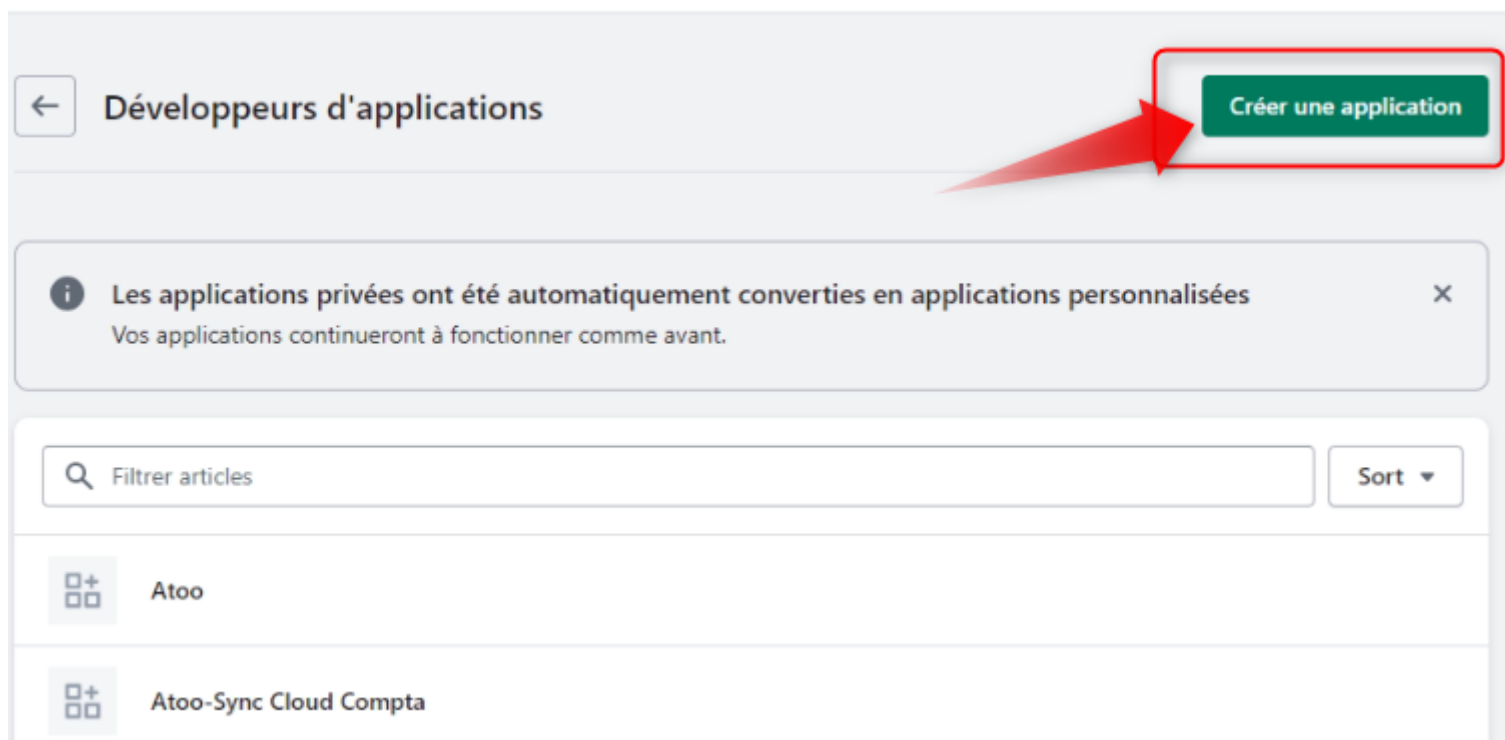 Développeurs d'applications
Créer une application
Les applications privées ont été automatiquement converties en applications personnalisées
Vos applications continueront à fonctionner comme avant.
Filtrer articles
Sort
Atoo
Atoo-Sync Cloud Compta